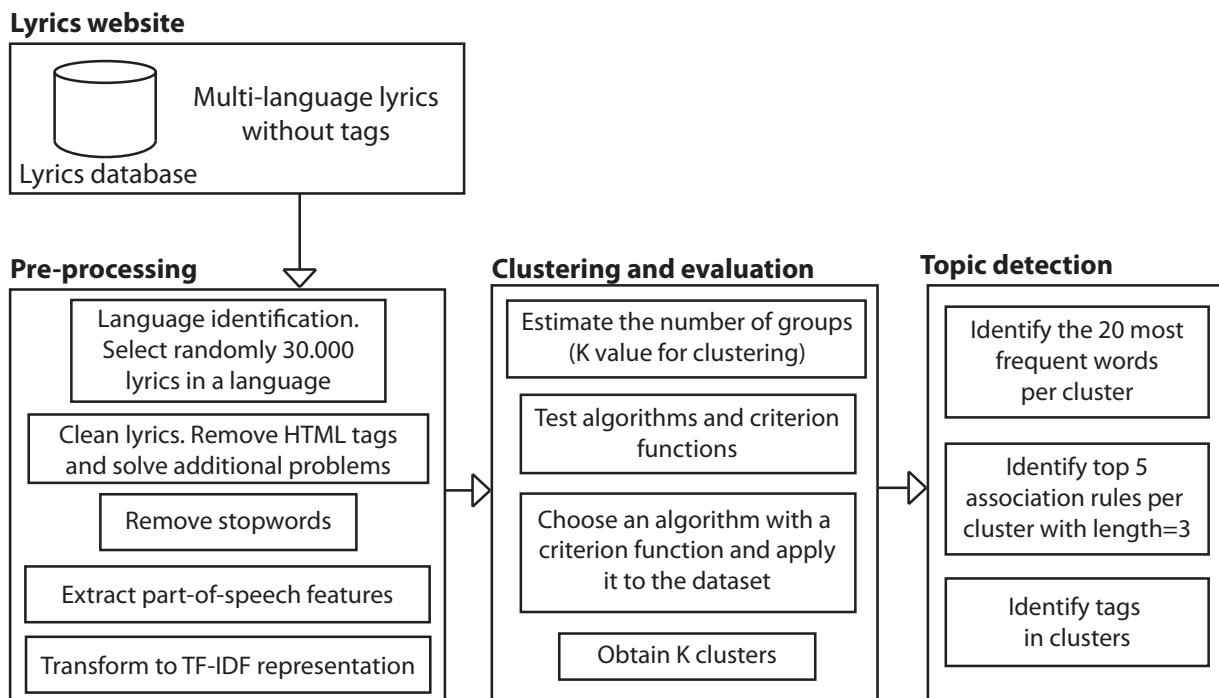 Lyrics website
Multi-language lyrics
without tags
Lyrics database
Pre-processing
Language identification.
Select randomly 30.000
lyrics in a language
Clean lyrics. Remove HTML tags
and solve additional problems
Remove stopwords
Extract part-of-speech features
Transform to TF-IDF representation
Clustering and evaluation
Estimate the number of groups
(K value for clustering)
Test algorithms and criterion
functions
Choose an algorithm with a
criterion function and apply
it to the dataset
Obtain K clusters
Topic detection
Identify the 20 most
frequent words
per cluster
Identify top 5
association rules per
cluster with length=3
Identify tags
in clusters